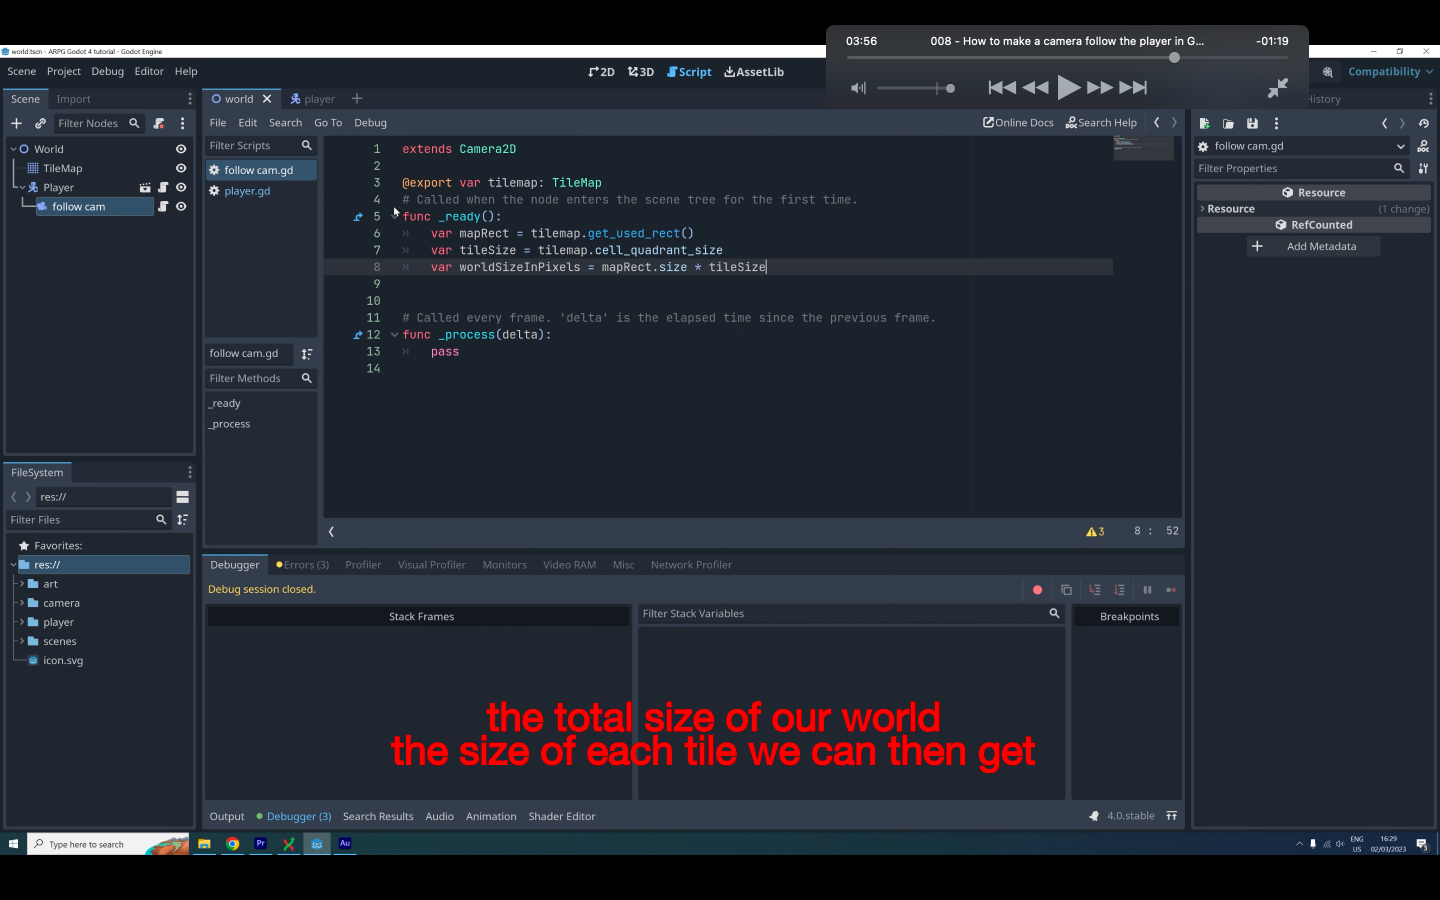 03:56
008 - How to make a camera follow the player in G...
-01:19
world.tscn - ARPG Godot 4 tutorial - Godot Engine
Scene Project Debug Editor Help
2D 3D Script AssetLib
Compatibility
Scene Import
world player
History
Filter Nodes
File Edit Search Go To Debug
Online Docs Search Help
World
TileMap
Player
follow cam
Filter Scripts
follow cam.gd
player.gd
follow cam.gd
Filter Methods
_ready
_process
1 extends Camera2D
2
3 @export var tilemap: TileMap
4 # Called when the node enters the scene tree for the first time.
5 func _ready():
6 var mapRect = tilemap.get_used_rect()
7 var tileSize = tilemap.cell_quadrant_size
8 var worldSizeInPixels = mapRect.size * tileSize
9
10
11 # Called every frame. 'delta' is the elapsed time since the previous frame.
12 func _process(delta):
13 pass
14
3 8 : 52
follow cam.gd
Filter Properties
Resource
Resource (1 change)
RefCounted
Add Metadata
FileSystem
res://
Filter Files
Favorites:
res://
art
camera
player
scenes
icon.svg
Debugger Errors (3) Profiler Visual Profiler Monitors Video RAM Misc Network Profiler
Debug session closed.
Stack Frames
Filter Stack Variables
Breakpoints
the total size of our world
the size of each tile we can then get
Output Debugger (3) Search Results Audio Animation Shader Editor
4.0.stable
Type here to search
Pr
Au
ENG
US
16:29
02/03/2023
3